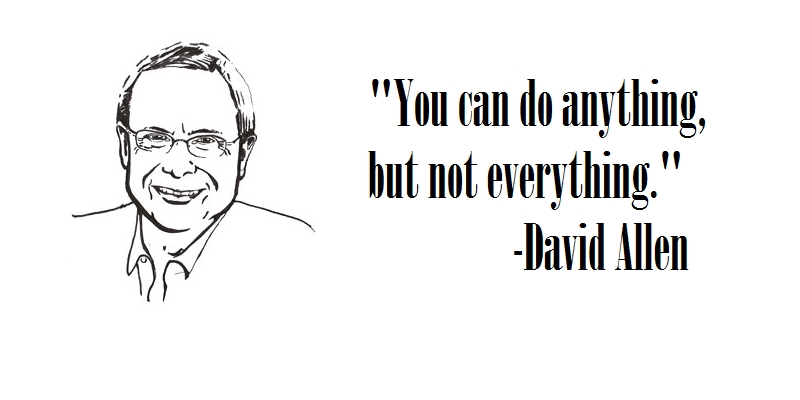 "You can do anything,
but not everything."
-David Allen